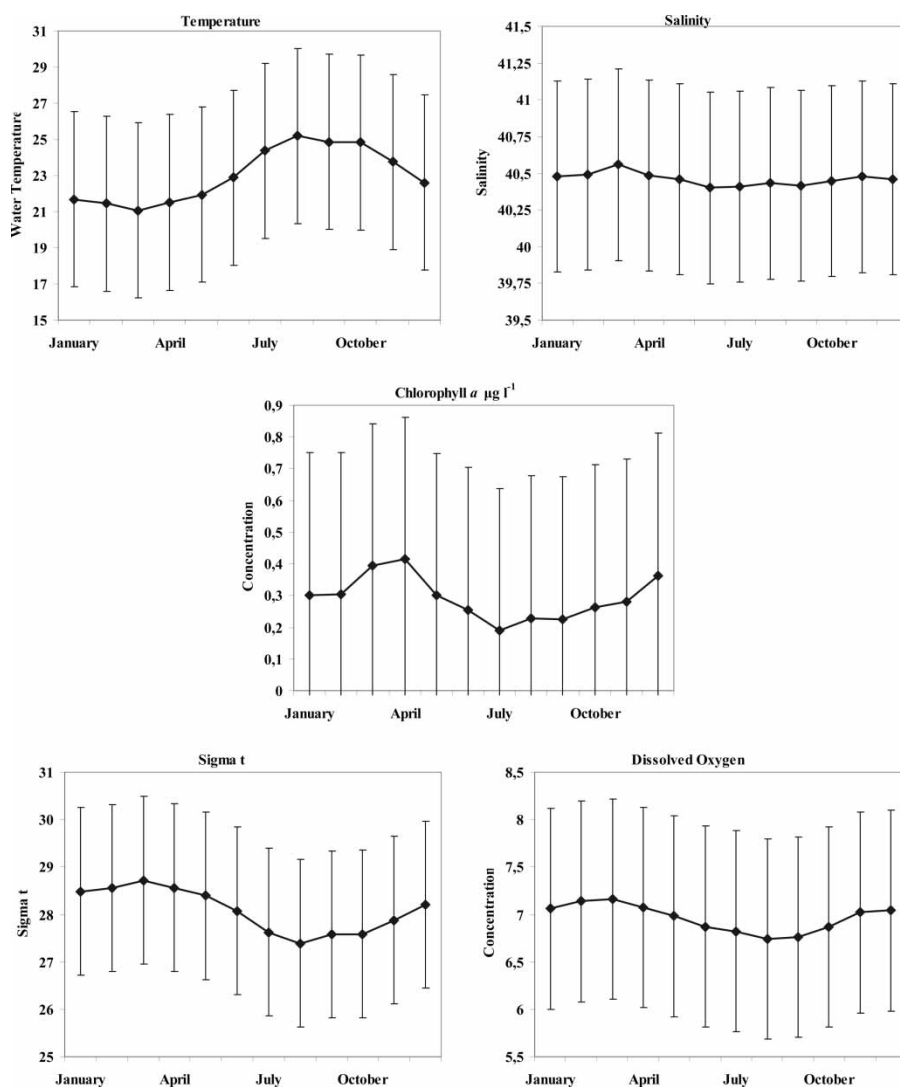 Temperature
31
29
27
25
23
21
19
17
15
Water Temperature
January April July October
Salinity
41,5
41,25
41
40,75
40,5
40,25
40
39,75
39,5
Salinity
January April July October
Chlorophyll a µg l-1
0,9
0,8
0,7
0,6
0,5
0,4
0,3
0,2
0,1
0
Concentration
January April July October
Sigma t
31
30
29
28
27
26
25
Sigma t
January April July October
Dissolved Oxygen
8,5
8
7,5
7
6,5
6
5,5
Concentration
January April July October